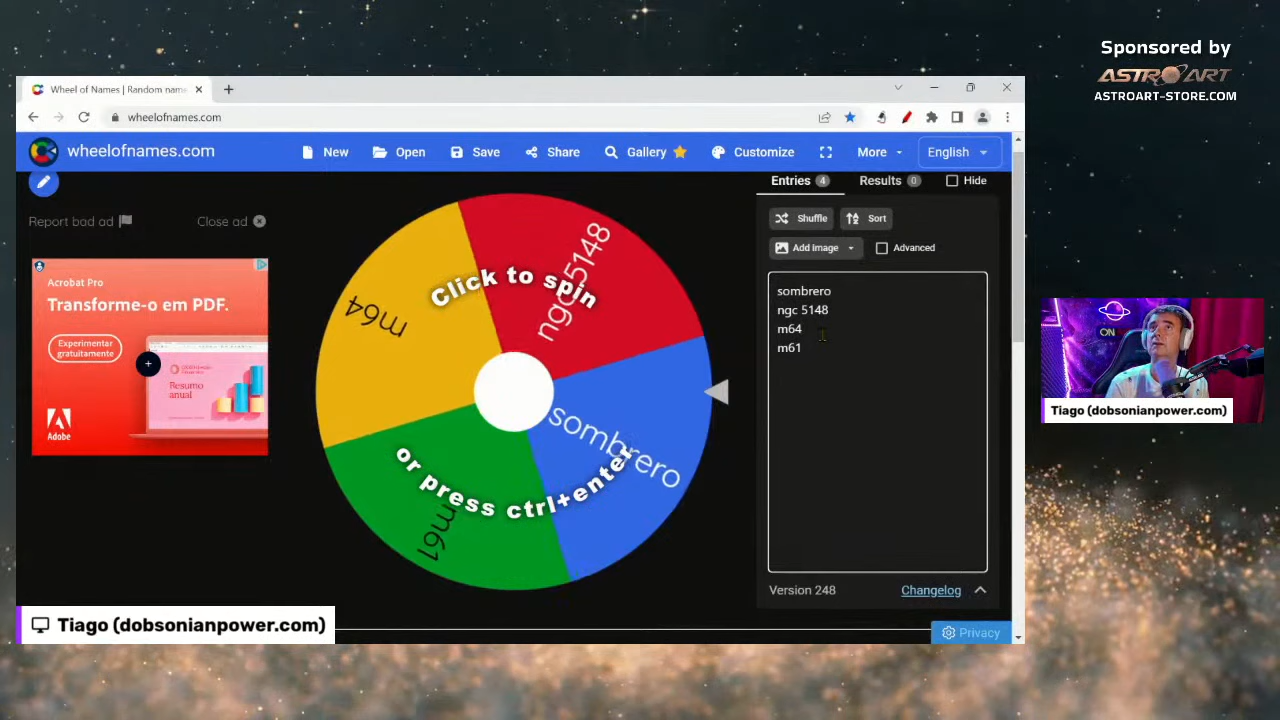 Sponsored by
ASTROART
ASTROART-STORE.COM
Wheel of Names | Random name
wheelofnames.com
wheelofnames.com
New
Open
Save
Share
Gallery
Customize
More
English
Entries 4
Results 0
Hide
Report bad ad
Close ad
Shuffle
Sort
Add image
Advanced
Acrobat Pro
Transforme-o em PDF.
Experimentar
gratuitamente
Resumo
anual
Adobe
Click to spin
or press ctrl+enter
ngc 5148
m64
sombrero
m61
sombrero
ngc 5148
m64
m61
ON
Tiago (dobsonianpower.com)
Version 248
Changelog
Tiago (dobsonianpower.com)
Privacy